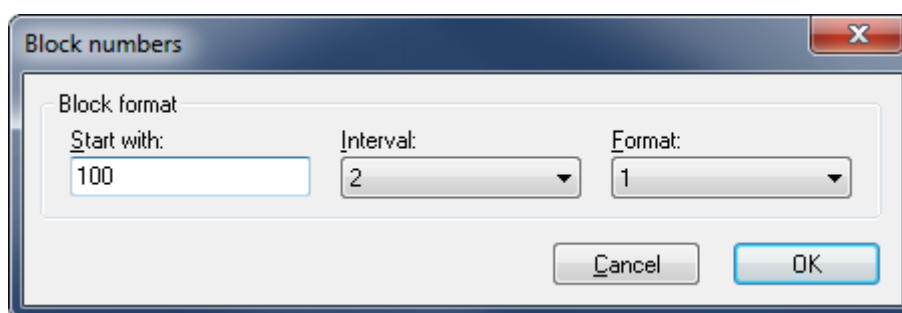 Block numbers
Block format
Start with: Interval: Format:
100 2 1
Cancel OK